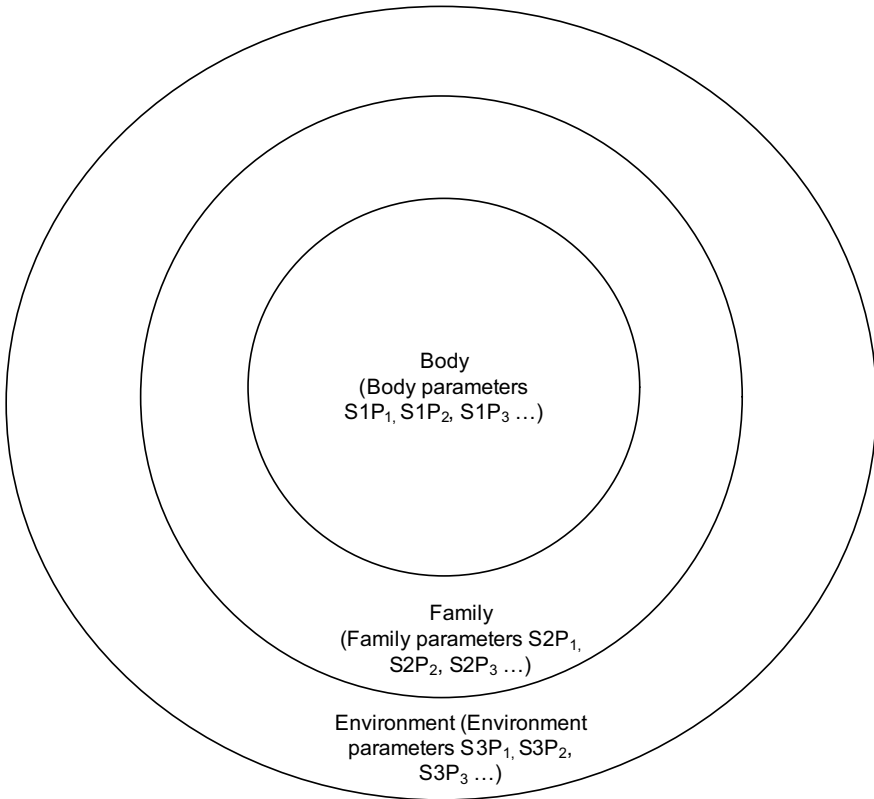 Body
(Body parameters
S1P₁, S1P₂, S1P₃ ...)
Family
(Family parameters S2P₁,
S2P₂, S2P₃ ...)
Environment (Environment
parameters S3P₁, S3P₂,
S3P₃ ...)